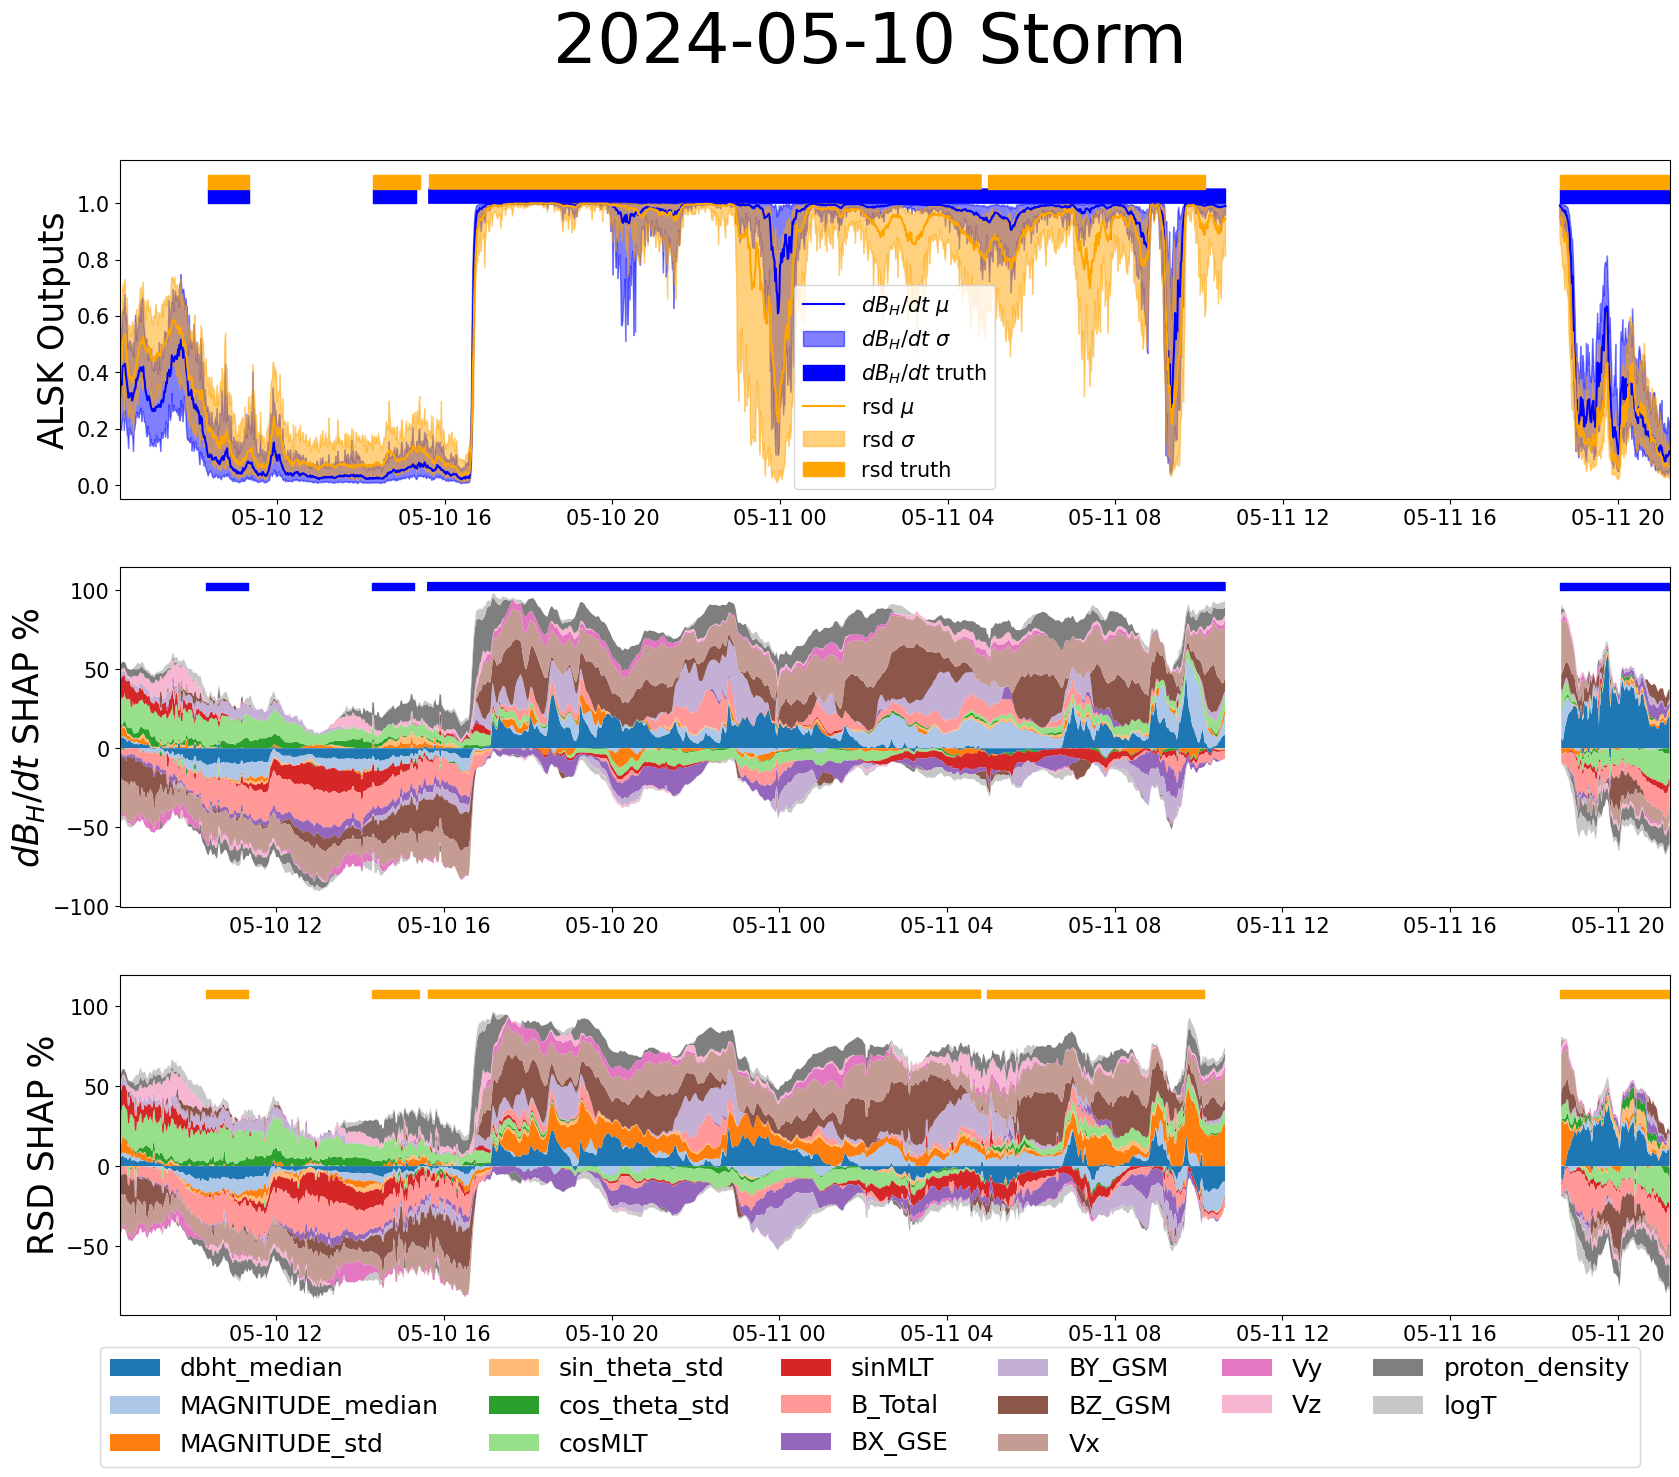 2024-05-10 Storm
ALSK Outputs
1.0
0.8
0.6
0.4
0.2
0.0
dB_H/dt μ
dB_H/dt σ
dB_H/dt truth
rsd μ
rsd σ
rsd truth
05-10 12 05-10 16 05-10 20 05-11 00 05-11 04 05-11 08 05-11 12 05-11 16 05-11 20
dB_H/dt SHAP %
100
50
0
−50
−100
05-10 12 05-10 16 05-10 20 05-11 00 05-11 04 05-11 08 05-11 12 05-11 16 05-11 20
RSD SHAP %
100
50
0
−50
05-10 12 05-10 16 05-10 20 05-11 00 05-11 04 05-11 08 05-11 12 05-11 16 05-11 20
dbht_median sin_theta_std sinMLT BY_GSM Vy proton_density
MAGNITUDE_median cos_theta_std B_Total BZ_GSM Vz logT
MAGNITUDE_std cosMLT BX_GSE Vx